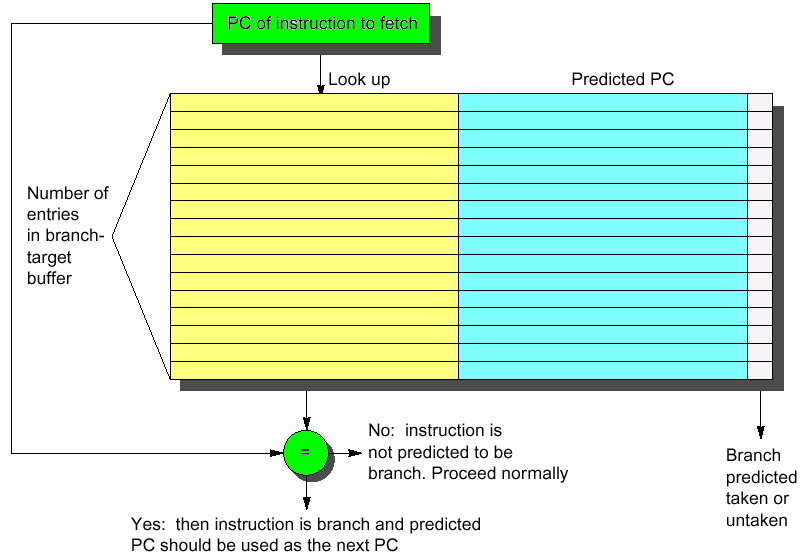 PC of instruction to fetch
Look up
Predicted PC
Number of
entries
in branch-
target
buffer
=
No: instruction is
not predicted to be
branch. Proceed normally
Branch
predicted
taken or
untaken
Yes: then instruction is branch and predicted
PC should be used as the next PC